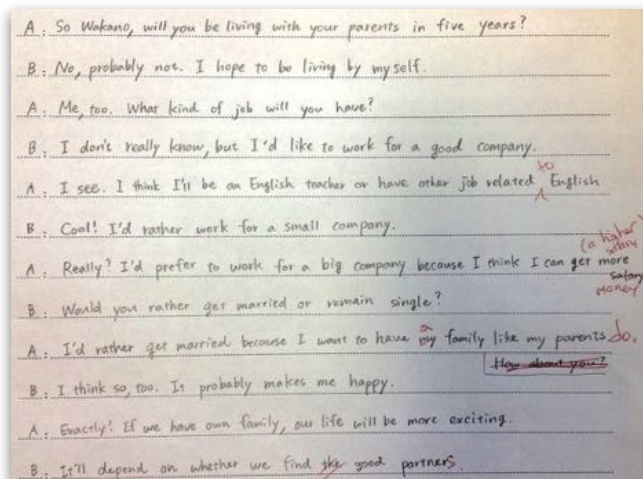 A: So Wakano, will you be living with your parents in five years?
B: No, probably not. I hope to be living by myself.
A: Me, too. What kind of job will you have?
B: I don't really know, but I'd like to work for a good company.
A: I see. I think I'll be an English teacher or have other job related to English
B: Cool! I'd rather work for a small company.
(a higher salary
A: Really? I'd prefer to work for a big company because I think I can get more salary
money
B: Would you rather get married or remain single?
A: I'd rather get married because I want to have my a family like my parents do.
How about you?
B: I think so, too. It probably makes me happy.
A: Exactly! If we have own family, our life will be more exciting.
B: It'll depend on whether we find the good partners.